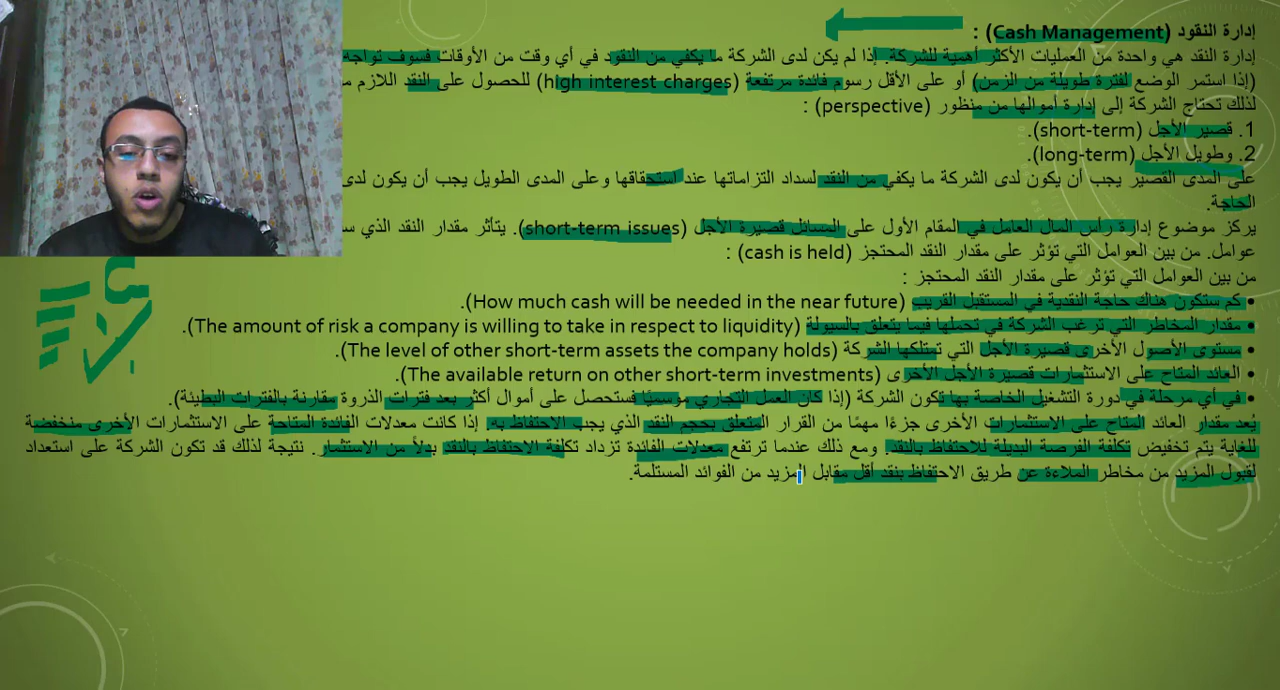 إدارة النقود (Cash Management) :
إدارة النقد هي واحدة من العمليات الأكثر أهمية للشركة. إذا لم يكن لدى الشركة ما يكفي من النقود في أي وقت من الأوقات فسوف تواجه
(إذا استمر الوضع لفترة طويلة من الزمن) أو على الأقل رسوم فائدة مرتفعة (high interest charges) للحصول على النقد اللازم
لذلك تحتاج الشركة إلى إدارة أموالها من منظور (perspective) :
1. قصير الأجل (short-term).
2. وطويل الأجل (long-term).
على المدى القصير يجب أن يكون لدى الشركة ما يكفي من النقد لسداد التزاماتها عند استحقاقها وعلى المدى الطويل يجب أن يكون لدى
الحاجة.
يركز موضوع إدارة رأس المال العامل في المقام الأول على المسائل قصيرة الأجل (short-term issues). يتأثر مقدار النقد الذي
عوامل. من بين العوامل التي تؤثر على مقدار النقد المحتجز (cash is held) :
من بين العوامل التي تؤثر على مقدار النقد المحتجز :
• كم ستكون هناك حاجة النقدية في المستقبل القريب (How much cash will be needed in the near future).
• مقدار المخاطر التي ترغب الشركة في تحملها فيما يتعلق بالسيولة (The amount of risk a company is willing to take in respect to liquidity).
• مستوى الأصول الأخرى قصيرة الأجل التي تمتلكها الشركة (The level of other short-term assets the company holds).
• العائد المتاح على الاستثمارات قصيرة الأجل الأخرى (The available return on other short-term investments).
• في أي مرحلة في دورة التشغيل الخاصة بها تكون الشركة (إذا كان العمل التجاري موسميًا فستحصل على أموال أكثر بعد فترات الذروة مقارنة بالفترات البطيئة).
يُعد مقدار العائد المتاح على الاستثمارات الأخرى جزءًا مهمًا من القرار المتعلق بحجم النقد الذي يجب الاحتفاظ به. إذا كانت معدلات الفائدة المتاحة على الاستثمارات الأخرى منخفضة
للغاية يتم تخفيض تكلفة الفرصة البديلة للاحتفاظ بالنقد. ومع ذلك عندما ترتفع معدلات الفائدة تزداد تكلفة الاحتفاظ بالنقد بدلاً من الاستثمار. نتيجة لذلك قد تكون الشركة على استعداد
لقبول المزيد من مخاطر الملاءة عن طريق الاحتفاظ بنقد أقل مقابل المزيد من الفوائد المستلمة.